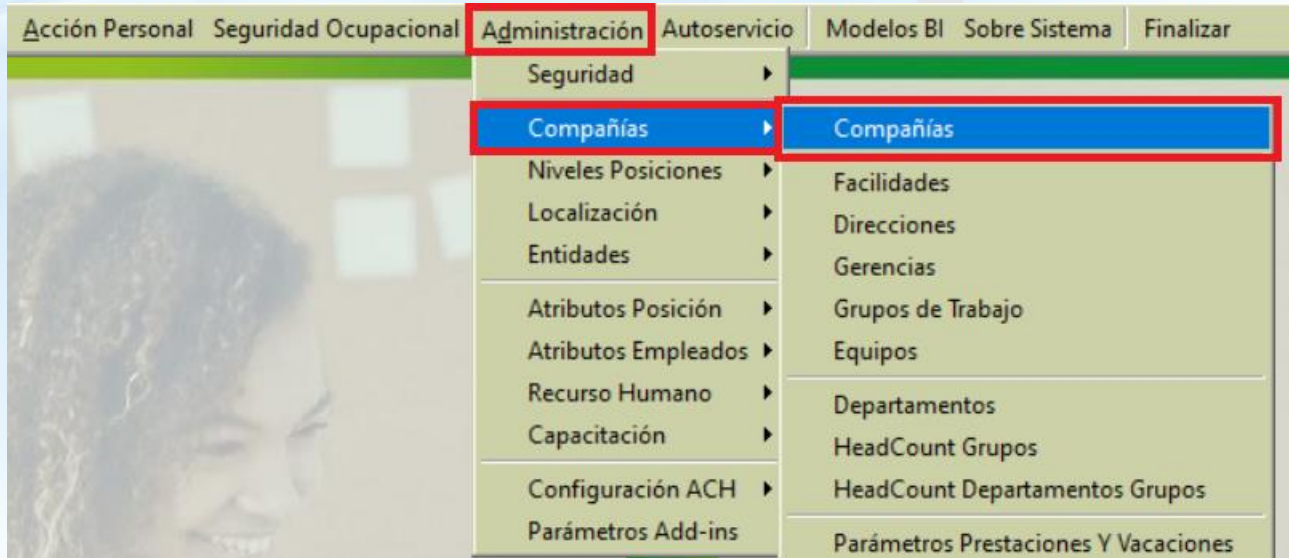 Acción Personal Seguridad Ocupacional Administración Autoservicio Modelos BI Sobre Sistema Finalizar
Seguridad
Compañías
Niveles Posiciones
Localización
Entidades
Atributos Posición
Atributos Empleados
Recurso Humano
Capacitación
Configuración ACH
Parámetros Add-ins
Compañías
Facilidades
Direcciones
Gerencias
Grupos de Trabajo
Equipos
Departamentos
HeadCount Grupos
HeadCount Departamentos Grupos
Parámetros Prestaciones Y Vacaciones